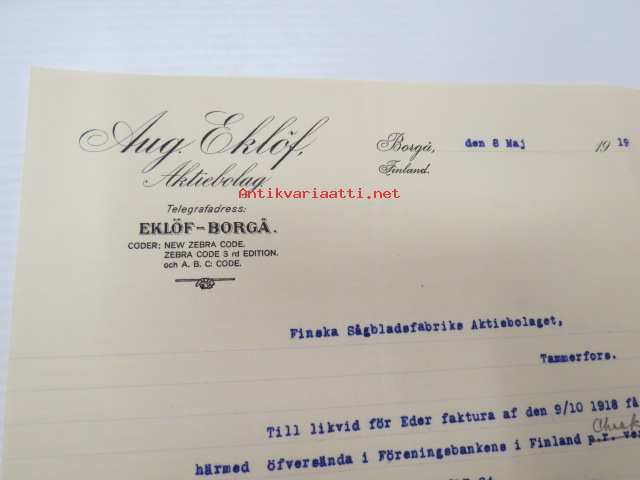 Aug. Eklöf,
Aktiebolag
Telegrafadress:
EKLÖF-BORGÅ.
CODER: NEW ZEBRA CODE.
ZEBRA CODE 3 rd EDITION.
och A. B. C. CODE.
Borgå, den 8 Maj 1919
Finland.
Antikvariaatti.net
Finska Sågbladsfabriks Aktiebolaget,
Tammerfors.
Till likvid för Eder faktura af den 9/10 1918 få
Check
härmed öfversända i Föreningsbankens i Finland p.r.